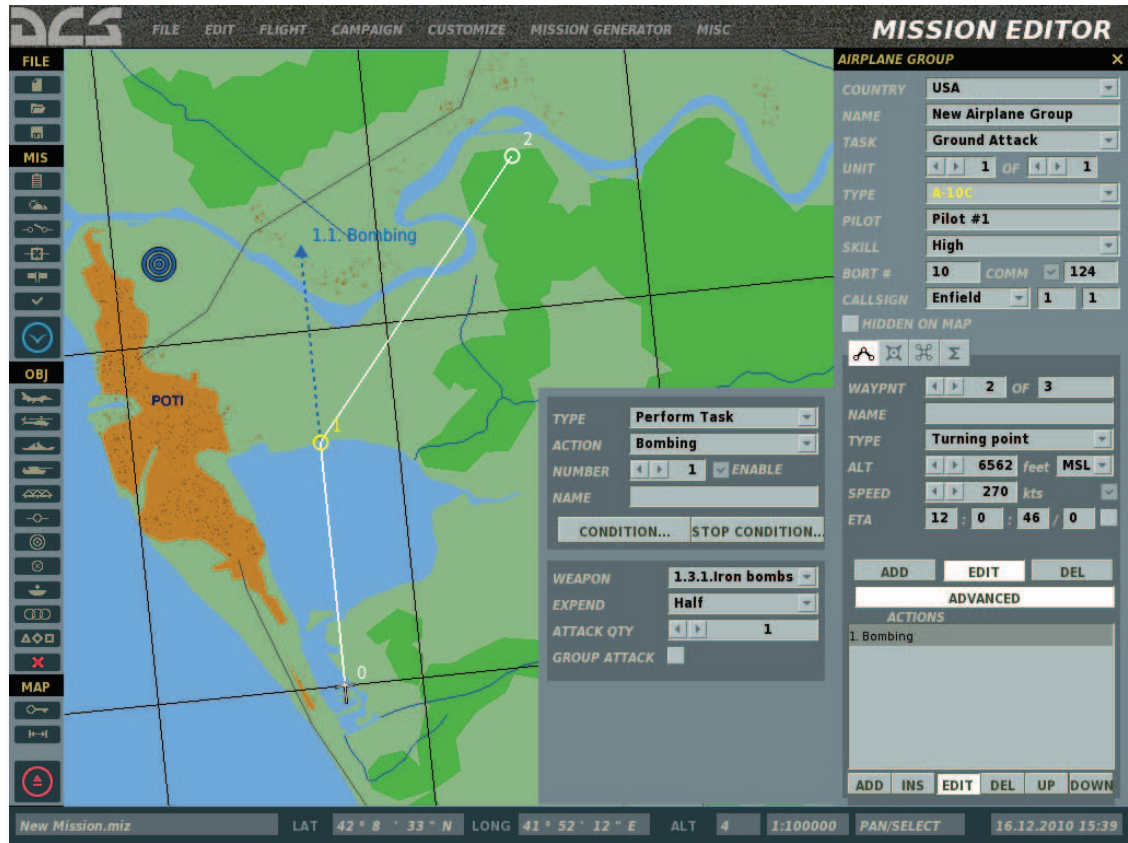 DCS FILE EDIT FLIGHT CAMPAIGN CUSTOMIZE MISSION GENERATOR MISC MISSION EDITOR
FILE
MIS
OBJ
MAP
2
1.1. Bombing
1
POTI
0
TYPE Perform Task
ACTION Bombing
NUMBER 1 ENABLE
NAME
CONDITION... STOP CONDITION...
WEAPON 1.3.1.Iron bombs
EXPEND Half
ATTACK QTY 1
GROUP ATTACK
AIRPLANE GROUP X
COUNTRY USA
NAME New Airplane Group
TASK Ground Attack
UNIT 1 OF 1
TYPE A-10C
PILOT Pilot #1
SKILL High
BORT # 10 COMM 124
CALLSIGN Enfield 1 1
HIDDEN ON MAP
Σ
WAYPNT 2 OF 3
NAME
TYPE Turning point
ALT 6562 feet MSL
SPEED 270 kts
ETA 12 : 0 : 46 / 0
ADD EDIT DEL
ADVANCED
ACTIONS
1. Bombing
ADD INS EDIT DEL UP DOWN
New Mission.miz LAT 42 ° 8 ' 33 " N LONG 41 ° 52 ' 12 " E ALT 4 1:100000 PAN/SELECT 16.12.2010 15:39